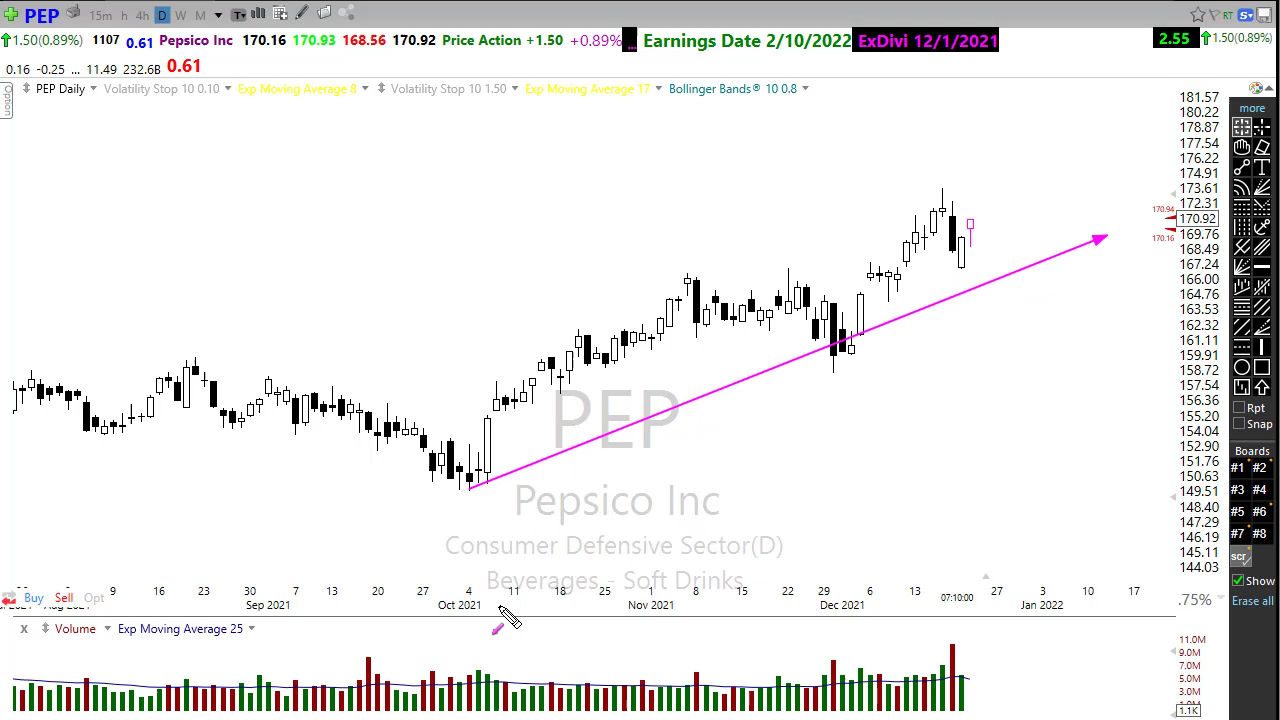 PEP 15m h 4h D W M T RT S
1.50(0.89%) 1107 0.61 Pepsico Inc 170.16 170.93 168.56 170.92 Price Action +1.50 +0.89% ... Earnings Date 2/10/2022 ExDivi 12/1/2021 2.55 1.50(0.89%)
0.16 -0.25 ... 11.49 232.6B 0.61
Option
PEP Daily Volatility Stop 10 0.10 Exp Moving Average 8 Volatility Stop 10 1.50 Exp Moving Average 17 Bollinger Bands® 10 0.8
more
181.57
180.22
178.87
177.54
176.22
174.91
173.61
172.31
170.94
170.92
170.16
169.76
168.49
167.24
166.00
164.76
163.53
162.32
161.11
159.91
158.72
157.54
156.36
155.20
154.04
152.90
151.76
150.63
149.51
148.40
147.29
146.19
145.11
144.03
Rpt
Snap
Boards
#1 #2
#3 #4
#5 #6
#7 #8
scr
Show
Erase all
PEP
Pepsico Inc
Consumer Defensive Sector(D)
Beverages - Soft Drinks
9 16 23 30 7 13 20 27 4 11 18 25 1 8 15 22 29 6 13 07:10:00 27 3 10 17
Buy Sell Opt
Sep 2021 Oct 2021 Nov 2021 Dec 2021 Jan 2022
.75%
X Volume Exp Moving Average 25
11.0M
9.0M
7.0M
5.0M
3.0M
1.1K